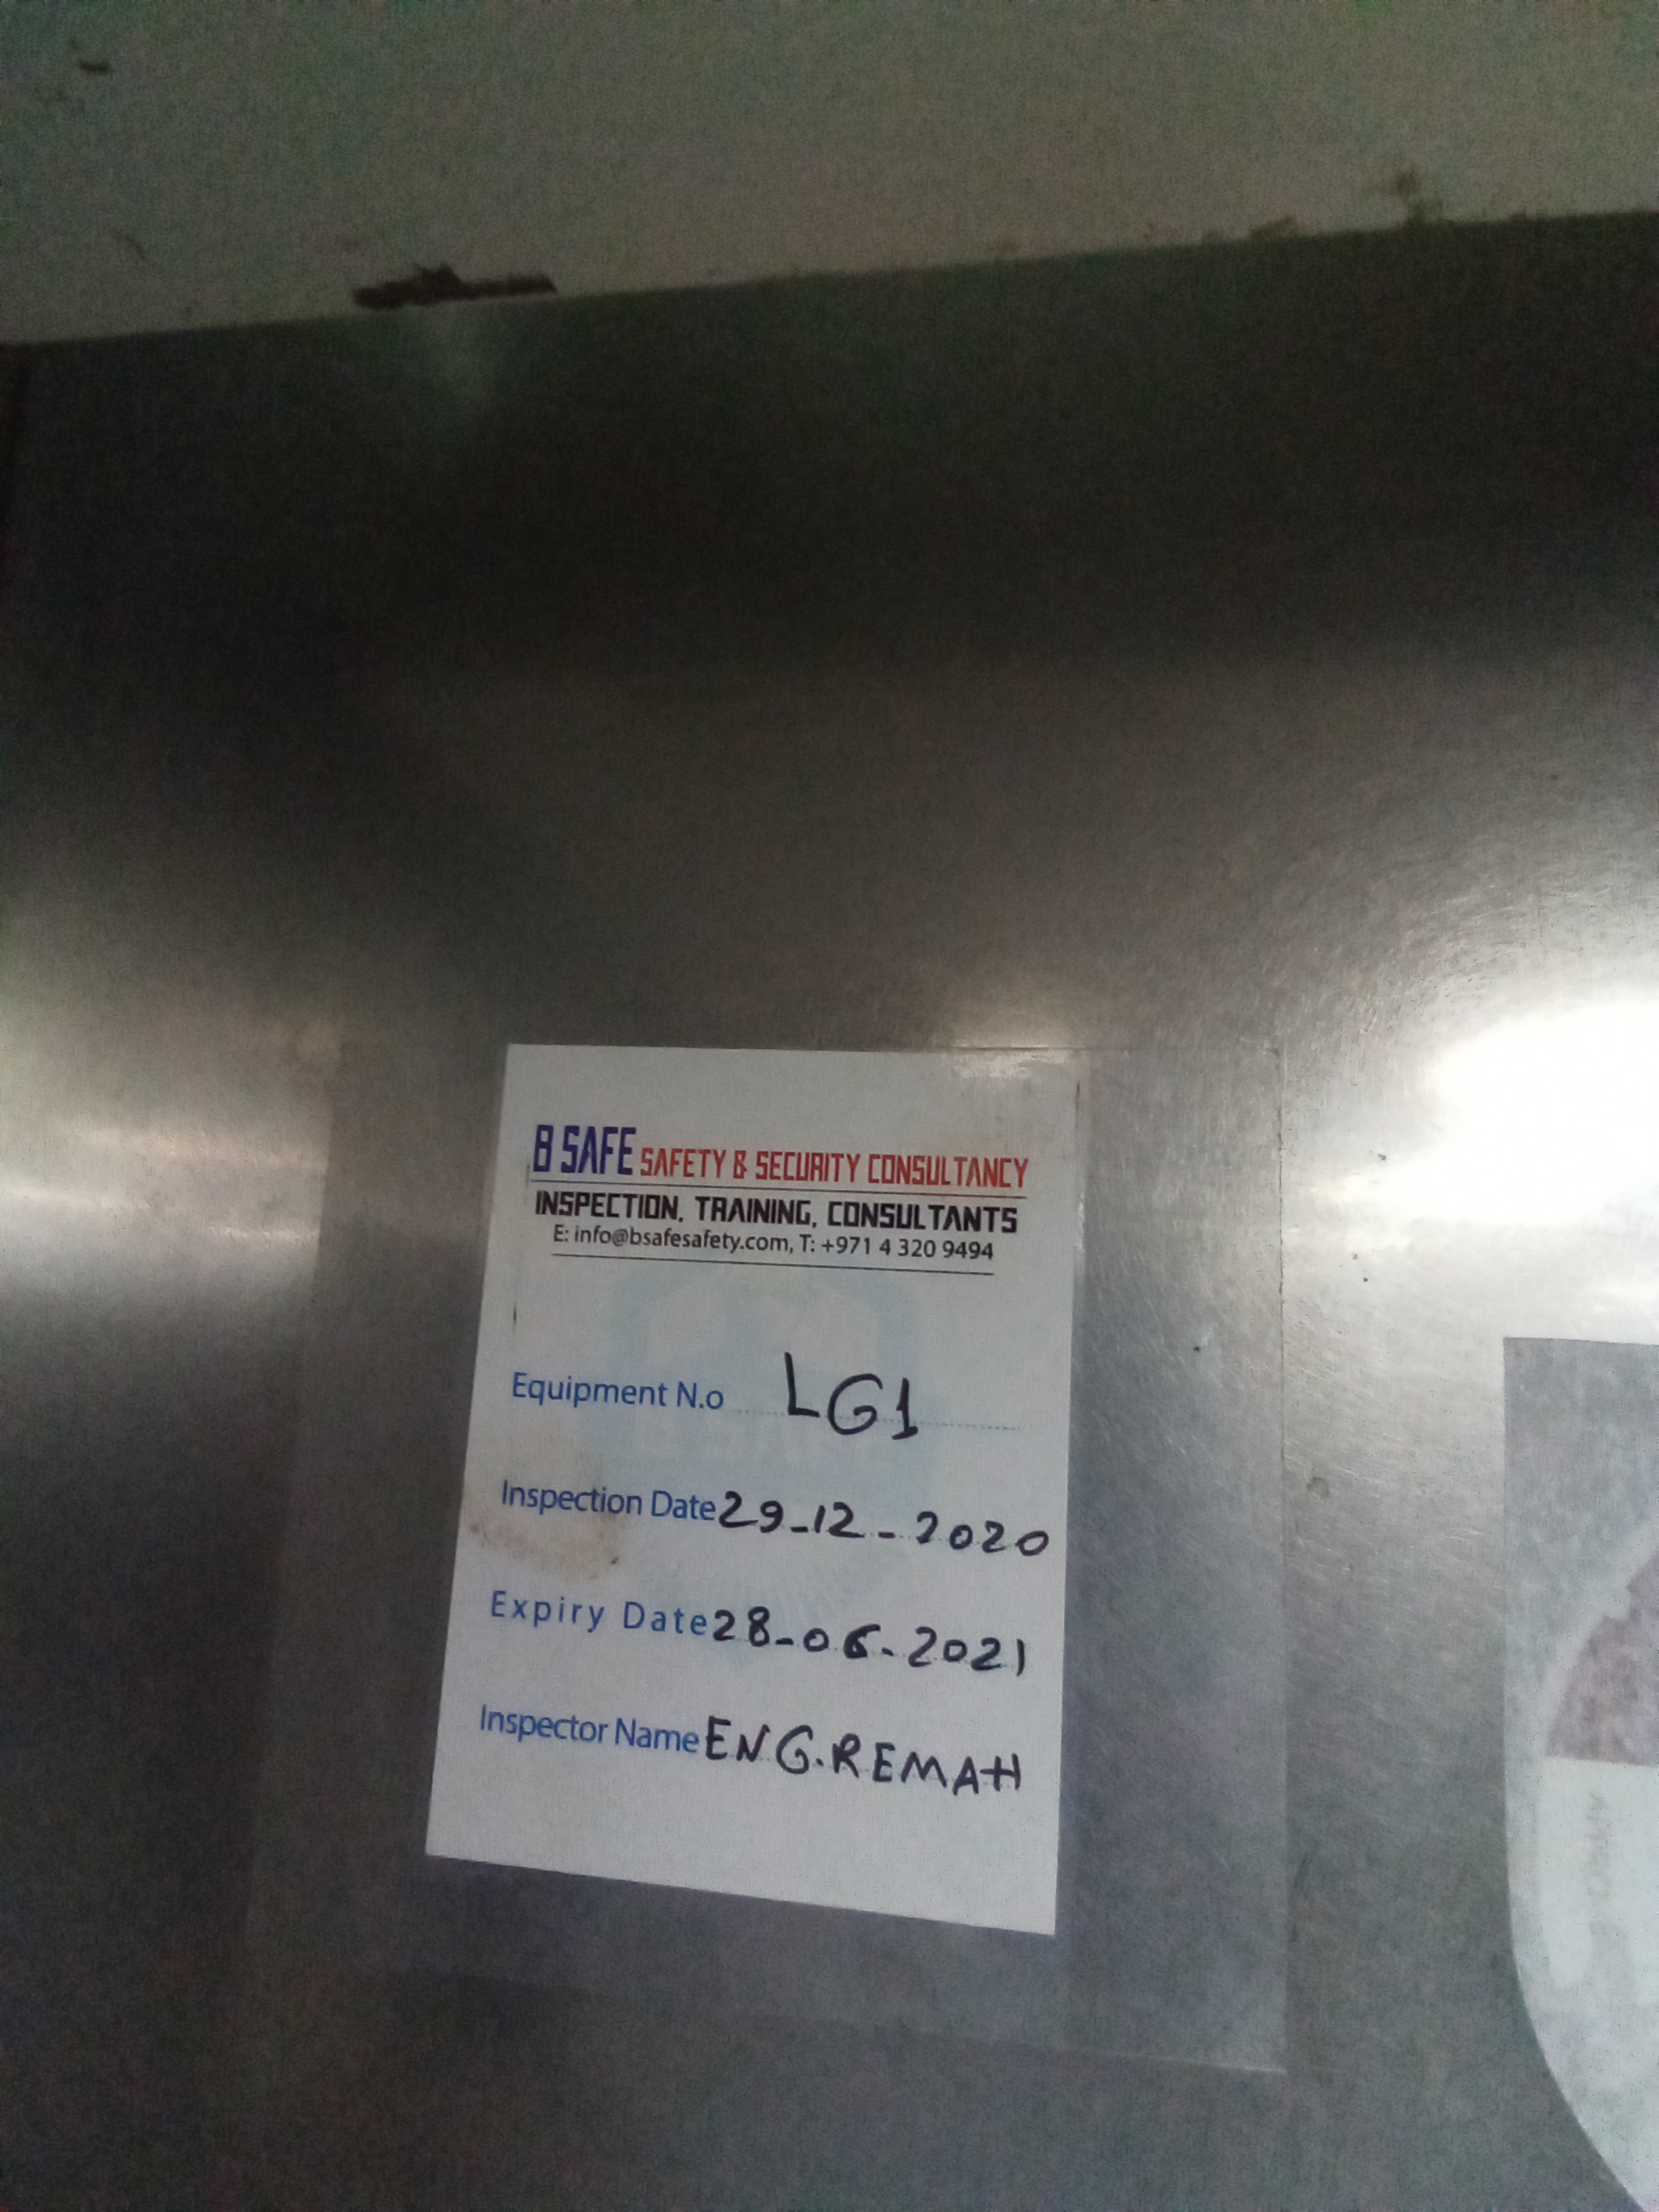 B SAFE SAFETY & SECURITY CONSULTANCY
INSPECTION, TRAINING, CONSULTANTS
E: info@bsafesafety.com, T: +971 4 320 9494
Equipment N.o LG1
Inspection Date 29-12-2020
Expiry Date 28-06-2021
Inspector Name ENG.REMAH